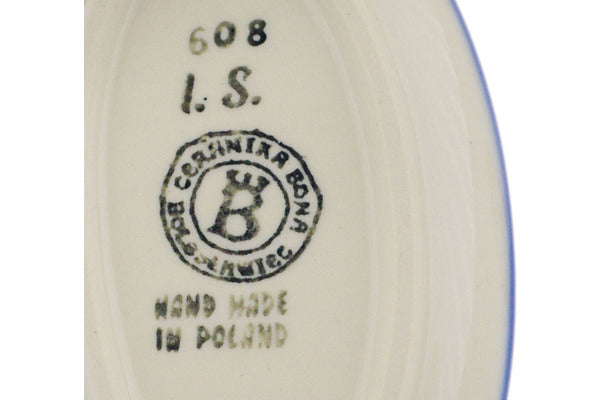 608
I. S.
CERAMIKA BONA
B
BOLESŁAWIEC
HAND MADE
IN POLAND